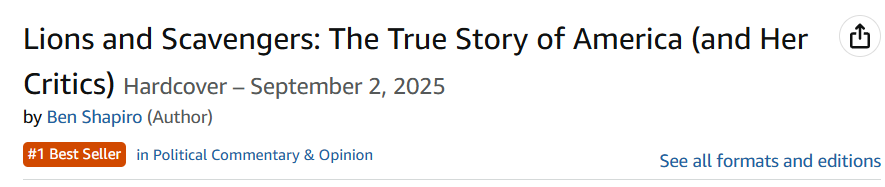 Lions and Scavengers: The True Story of America (and Her
Critics) Hardcover – September 2, 2025
by Ben Shapiro (Author)
#1 Best Seller in Political Commentary & Opinion
See all formats and editions